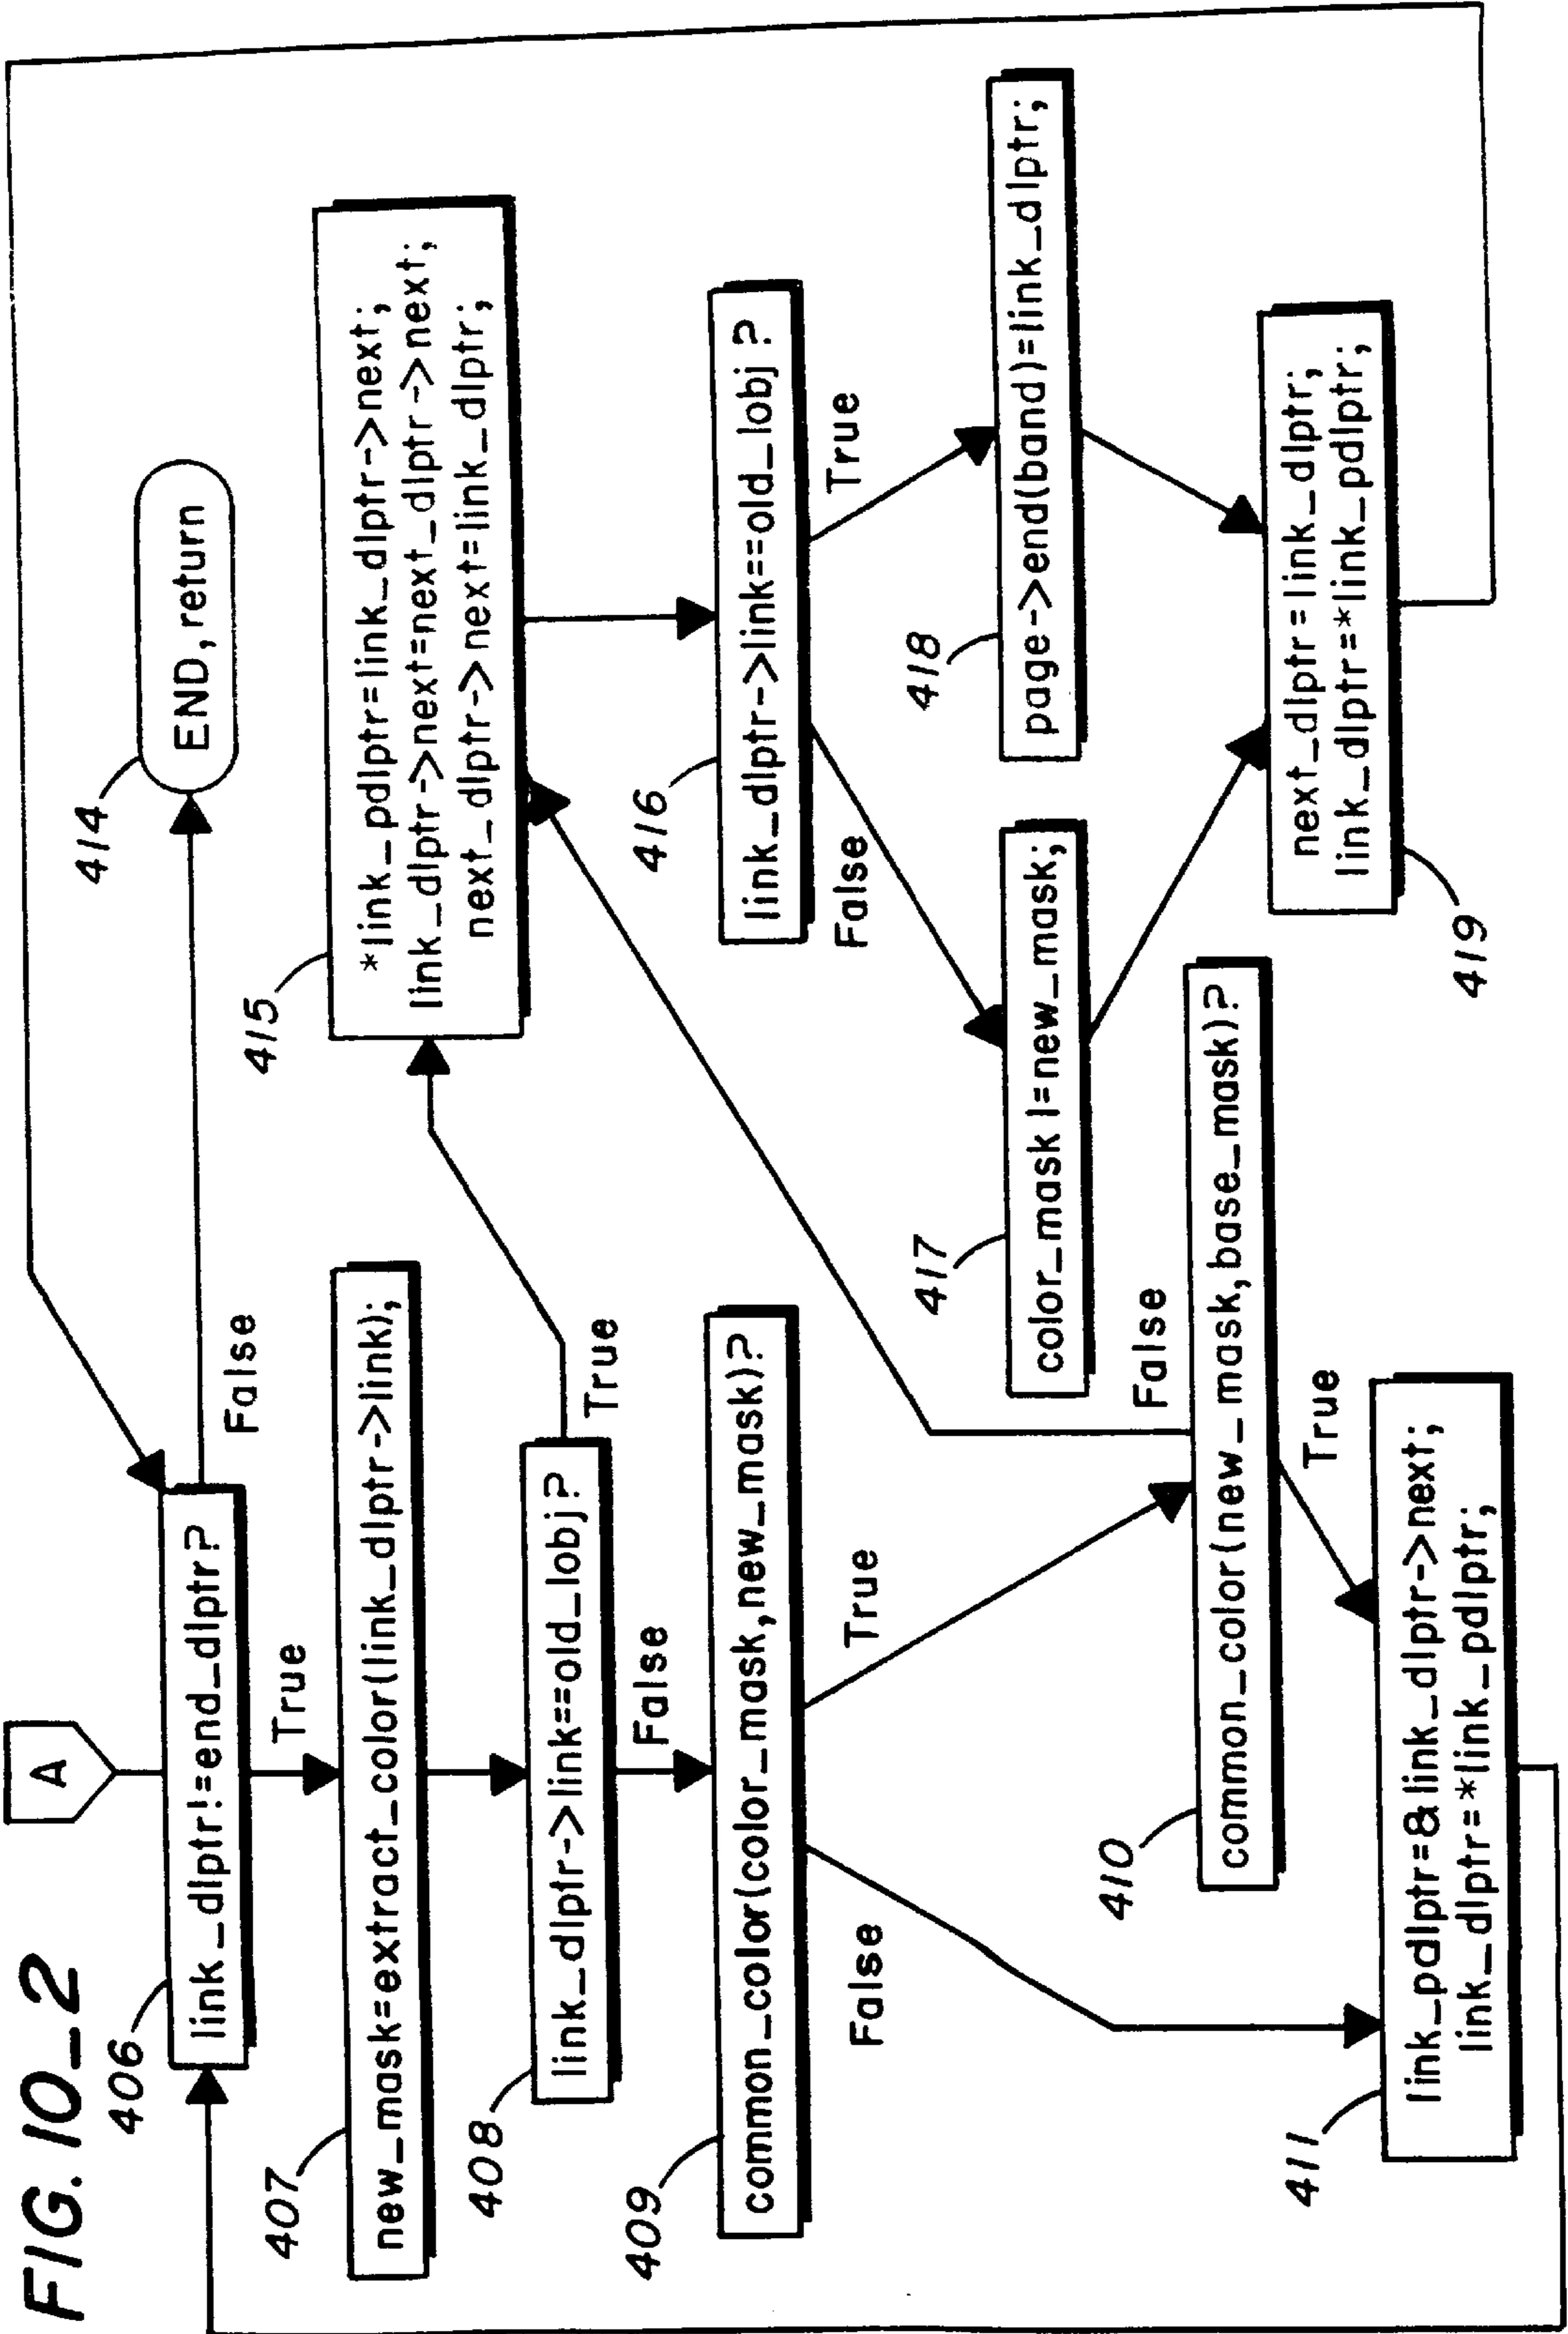 FIG. 10_2
A
406
link_dlptr!=end_dlptr?
True
False
414
END, return
407
new_mask=extract_color(link_dlptr->link);
408
link_dlptr->link==old_lobj?
True
False
415
*link_pdlptr=link_dlptr->next;
link_dlptr->next=next_dlptr->next;
next_dlptr->next=link_dlptr;
409
common_color(color_mask,new_mask)?
True
False
416
link_dlptr->link==old_lobj?
True
False
410
common_color(new_mask,base_mask)?
False
True
417
color_mask |=new_mask;
418
page->end(band)=link_dlptr;
411
link_pdlptr=&link_dlptr->next;
link_dlptr=*link_pdlptr;
419
next_dlptr=link_dlptr;
link_dlptr=*link_pdlptr;